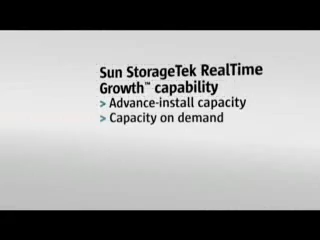 Sun StorageTek RealTime
Growth™ capability
> Advance-install capacity
> Capacity on demand